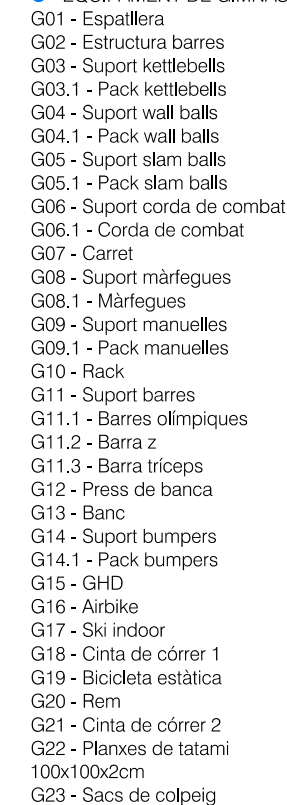 EQUIPAMENT DE GIMNÀS
G01 - Espatllera
G02 - Estructura barres
G03 - Suport kettlebells
G03.1 - Pack kettlebells
G04 - Suport wall balls
G04.1 - Pack wall balls
G05 - Suport slam balls
G05.1 - Pack slam balls
G06 - Suport corda de combat
G06.1 - Corda de combat
G07 - Carret
G08 - Suport màrfegues
G08.1 - Màrfegues
G09 - Suport manuelles
G09.1 - Pack manuelles
G10 - Rack
G11 - Suport barres
G11.1 - Barres olímpiques
G11.2 - Barra z
G11.3 - Barra tríceps
G12 - Press de banca
G13 - Banc
G14 - Suport bumpers
G14.1 - Pack bumpers
G15 - GHD
G16 - Airbike
G17 - Ski indoor
G18 - Cinta de córrer 1
G19 - Bicicleta estàtica
G20 - Rem
G21 - Cinta de córrer 2
G22 - Planxes de tatami
100x100x2cm
G23 - Sacs de colpeig